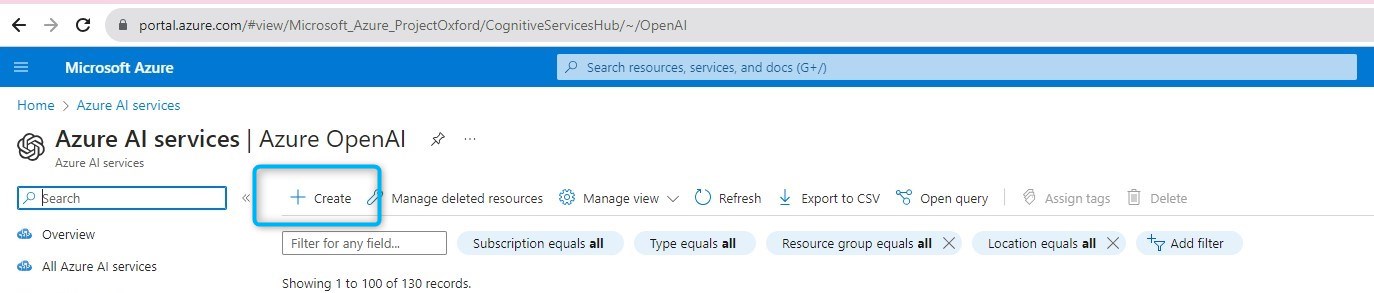 portal.azure.com/#view/Microsoft_Azure_ProjectOxford/CognitiveServicesHub/~/OpenAI
Microsoft Azure
Search resources, services, and docs (G+/)
Home > Azure AI services
Azure AI services | Azure OpenAI ...
Azure AI services
Search « + Create Manage deleted resources Manage view Refresh Export to CSV Open query Assign tags Delete
Overview Filter for any field... Subscription equals all Type equals all Resource group equals all Location equals all Add filter
All Azure AI services
Showing 1 to 100 of 130 records.